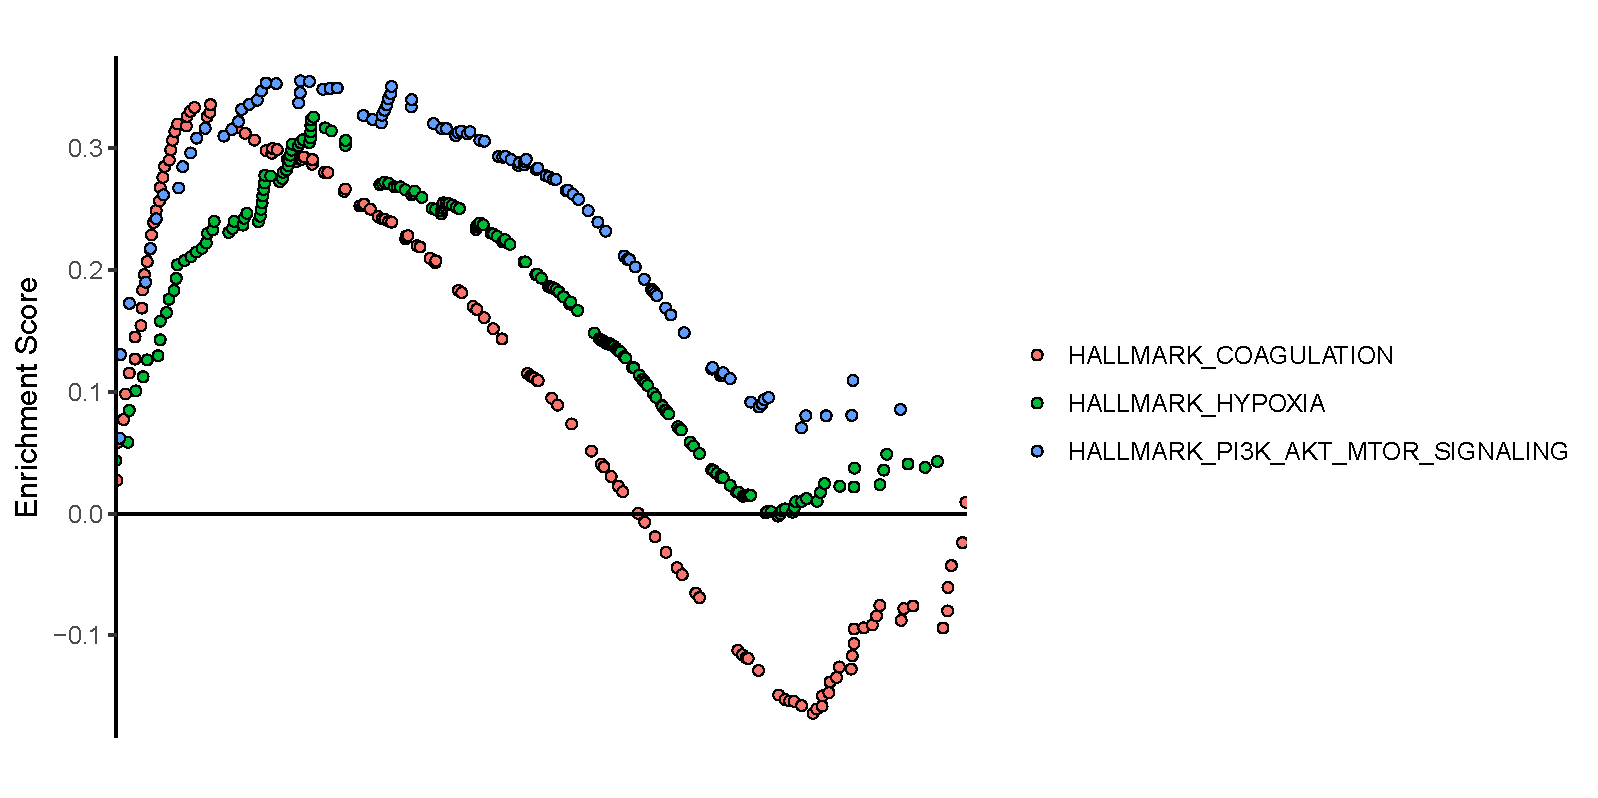 Enrichment Score
0.3
0.2
0.1
0.0
−0.1
HALLMARK_COAGULATION
HALLMARK_HYPOXIA
HALLMARK_PI3K_AKT_MTOR_SIGNALING